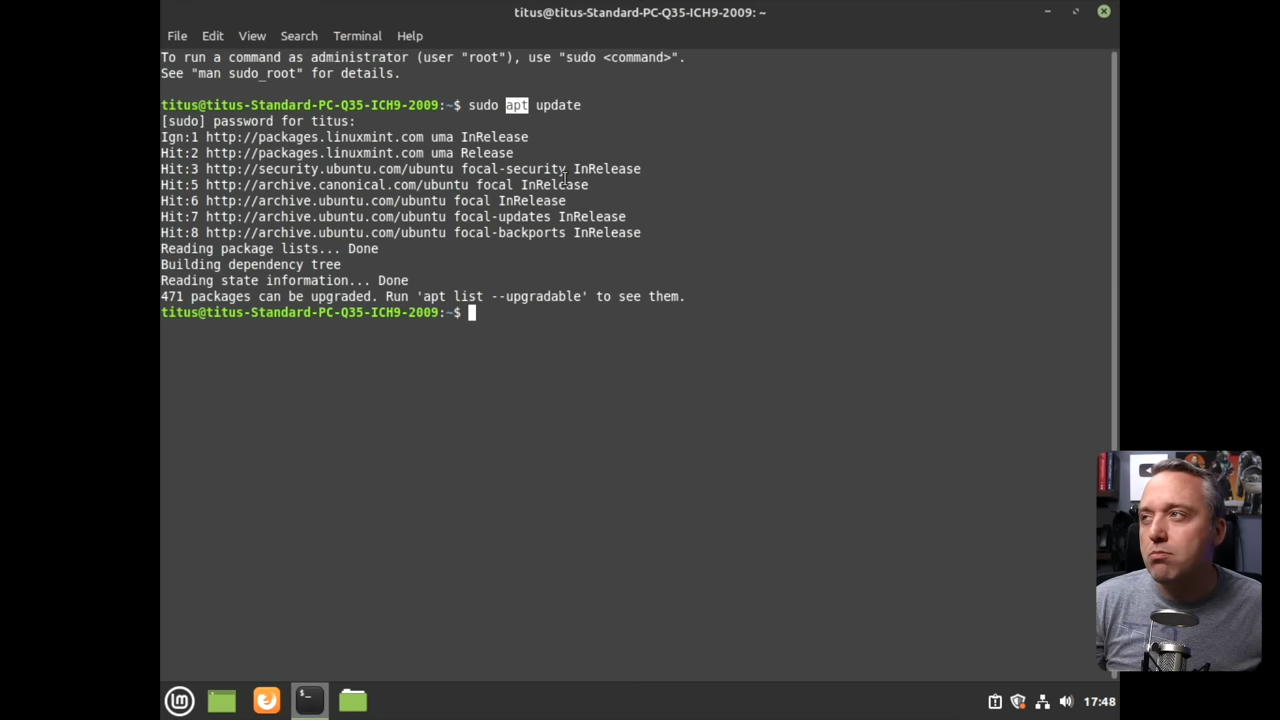 titus@titus-Standard-PC-Q35-ICH9-2009: ~
File Edit View Search Terminal Help
To run a command as administrator (user "root"), use "sudo <command>".
See "man sudo_root" for details.
titus@titus-Standard-PC-Q35-ICH9-2009:~$ sudo apt update
[sudo] password for titus:
Ign:1 http://packages.linuxmint.com uma InRelease
Hit:2 http://packages.linuxmint.com uma Release
Hit:3 http://security.ubuntu.com/ubuntu focal-security InRelease
Hit:5 http://archive.canonical.com/ubuntu focal InRelease
Hit:6 http://archive.ubuntu.com/ubuntu focal InRelease
Hit:7 http://archive.ubuntu.com/ubuntu focal-updates InRelease
Hit:8 http://archive.ubuntu.com/ubuntu focal-backports InRelease
Reading package lists... Done
Building dependency tree
Reading state information... Done
471 packages can be upgraded. Run 'apt list --upgradable' to see them.
titus@titus-Standard-PC-Q35-ICH9-2009:~$
17:48